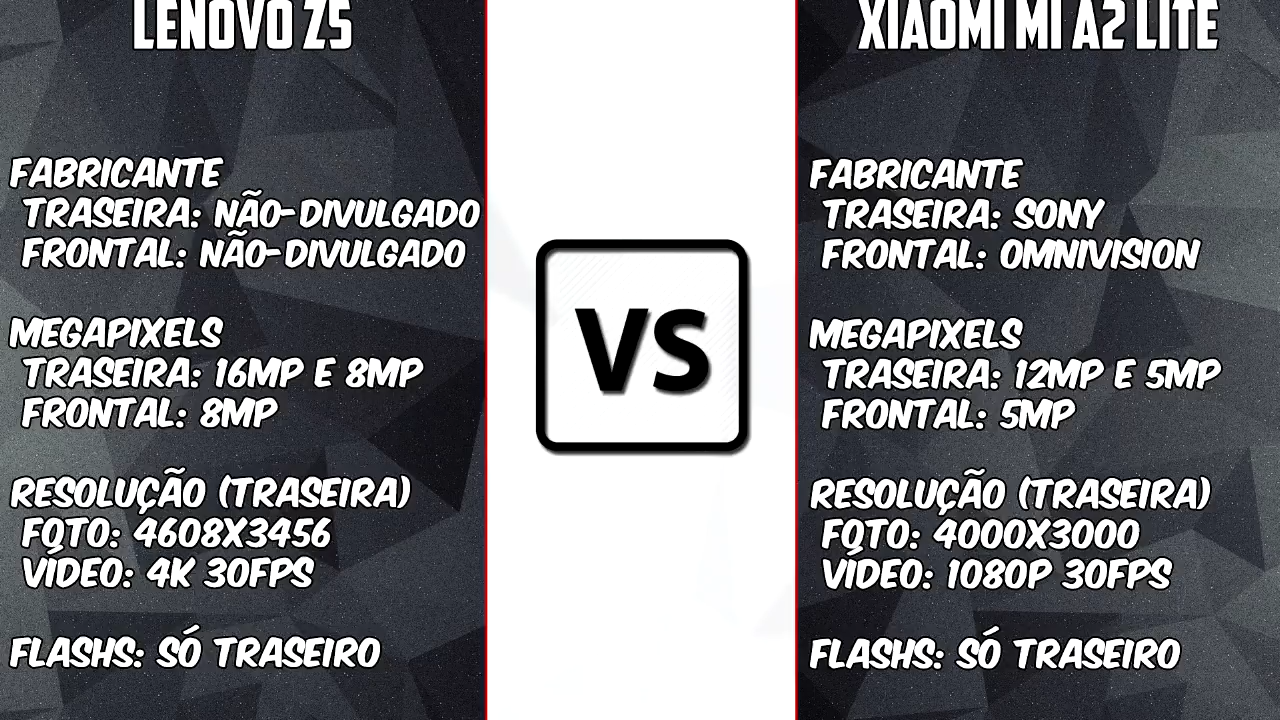 LENOVO Z5
FABRICANTE
TRASEIRA: NÃO-DIVULGADO
FRONTAL: NÃO-DIVULGADO
MEGAPIXELS
TRASEIRA: 16MP E 8MP
FRONTAL: 8MP
RESOLUÇÃO (TRASEIRA)
FOTO: 4608X3456
VÍDEO: 4K 30FPS
FLASHS: SÓ TRASEIRO
VS
XIAOMI MI A2 LITE
FABRICANTE
TRASEIRA: SONY
FRONTAL: OMNIVISION
MEGAPIXELS
TRASEIRA: 12MP E 5MP
FRONTAL: 5MP
RESOLUÇÃO (TRASEIRA)
FOTO: 4000X3000
VÍDEO: 1080P 30FPS
FLASHS: SÓ TRASEIRO